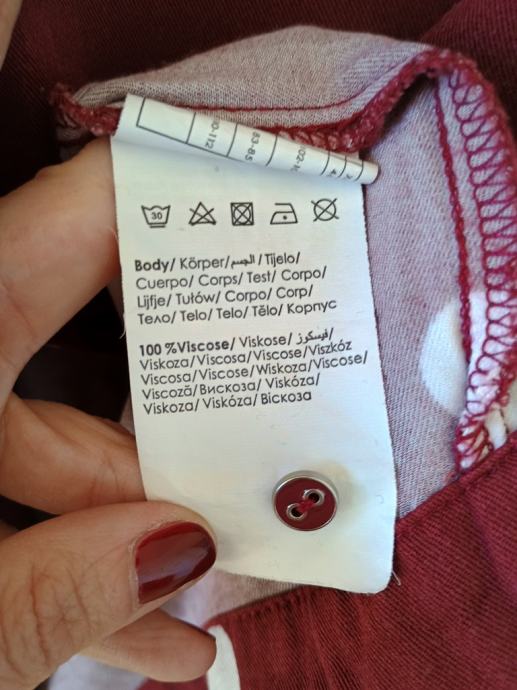 30
Body/ Körper/الجسم/Tijelo/
Cuerpo/ Corps/ Test/ Corpo/
Lijfje/ Tułów/ Corpo/ Corp/
Тело/ Telo/ Telo/ Tělo/ Корпус
100 %Viscose/ Viskose/ فيسكوز/
Viskoza/Viscosa/Viscose/Viszkóz
Viscosa/Viscose/Wiskoza/Viscose/
Viscoză/Вискоза/ Viskóza/
Viskoza/ Viskóza/ Віскоза